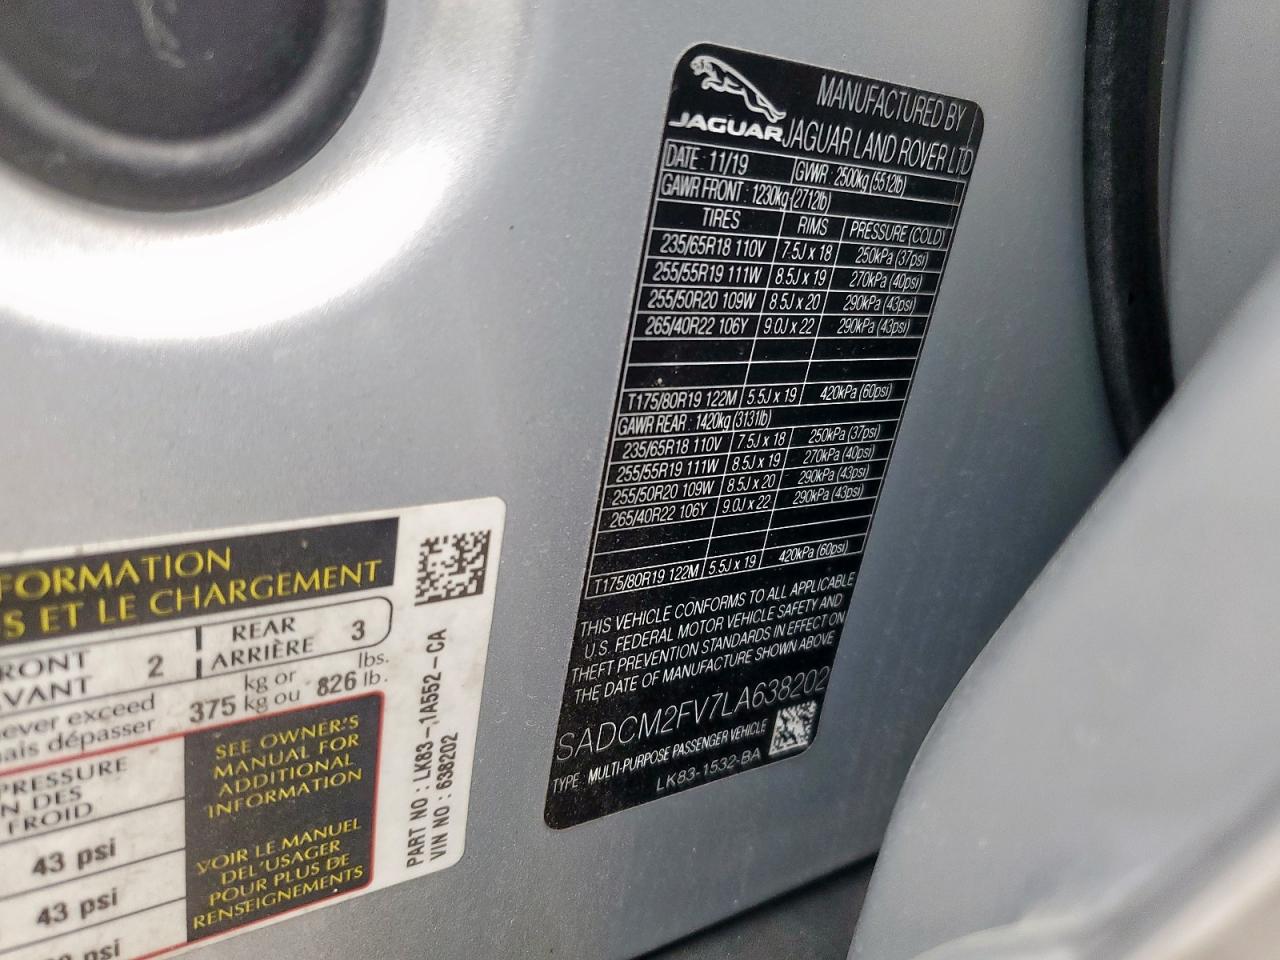 JAGUAR
MANUFACTURED BY
JAGUAR LAND ROVER LTD
DATE : 11/19 GVWR : 2500kg (5512lb)
GAWR FRONT : 1230kg (2712lb)
TIRES RIMS PRESSURE (COLD)
235/65R18 110V 7.5J x 18 250kPa (37psi)
255/55R19 111W 8.5J x 19 270kPa (40psi)
255/50R20 109W 8.5J x 20 290kPa (43psi)
265/40R22 106Y 9.0J x 22 290kPa (43psi)
T175/80R19 122M 5.5J x 19 420kPa (60psi)
GAWR REAR : 1420kg (3131lb)
235/65R18 110V 7.5J x 18 250kPa (37psi)
255/55R19 111W 8.5J x 19 270kPa (40psi)
255/50R20 109W 8.5J x 20 290kPa (43psi)
265/40R22 106Y 9.0J x 22 290kPa (43psi)
T175/80R19 122M 5.5J x 19 420kPa (60psi)
THIS VEHICLE CONFORMS TO ALL APPLICABLE
U.S. FEDERAL MOTOR VEHICLE SAFETY AND
THEFT PREVENTION STANDARDS IN EFFECT ON
THE DATE OF MANUFACTURE SHOWN ABOVE
SADCM2FV7LA638202
TYPE : MULTI-PURPOSE PASSENGER VEHICLE
LK83-1532-BA
FORMATION
S ET LE CHARGEMENT
RONT
VANT 2
REAR
ARRIÈRE 3
ever exceed
ais dépasser 375 kg or kg ou 826 lbs. lb.
PRESSURE
N DES
FROID
43 psi
43 psi
psi
SEE OWNER'S
MANUAL FOR
ADDITIONAL
INFORMATION
VOIR LE MANUEL
DEL'USAGER
POUR PLUS DE
RENSEIGNEMENTS
PART NO : LK83-1A552-CA
VIN NO : 638202